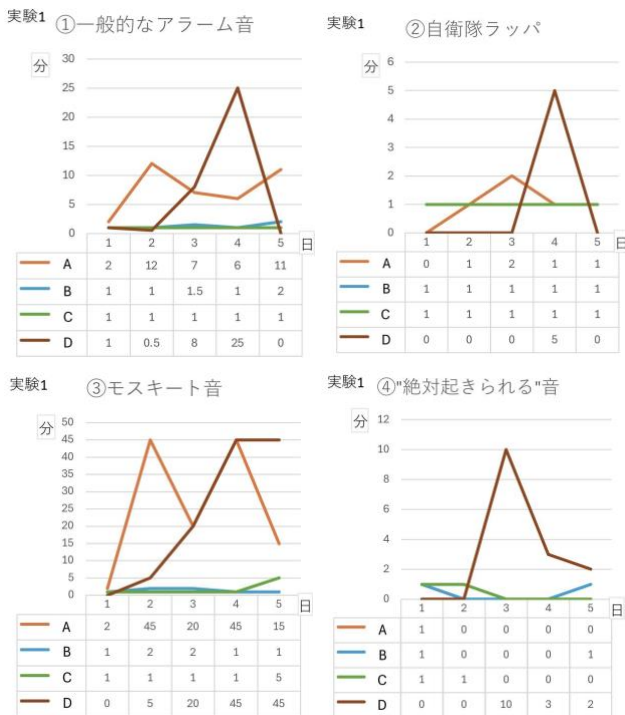 実験1
①一般的なアラーム音
分
30
25
20
15
10
5
0
1 2 3 4 5 日
A 2 12 7 6 11
B 1 1 1.5 1 2
C 1 1 1 1 1
D 1 0.5 8 25 0
実験1
②自衛隊ラッパ
分
6
5
4
3
2
1
0
1 2 3 4 5 日
A 0 1 2 1 1
B 1 1 1 1 1
C 1 1 1 1 1
D 0 0 0 5 0
実験1
③モスキート音
分
50
45
40
35
30
25
20
15
10
5
0
1 2 3 4 5 日
A 2 45 20 45 15
B 1 2 2 1 1
C 1 1 1 1 5
D 0 5 20 45 45
実験1
④"絶対起きられる"音
分
12
10
8
6
4
2
0
1 2 3 4 5 日
A 1 0 0 0 0
B 1 0 0 0 1
C 1 1 0 0 0
D 0 0 10 3 2